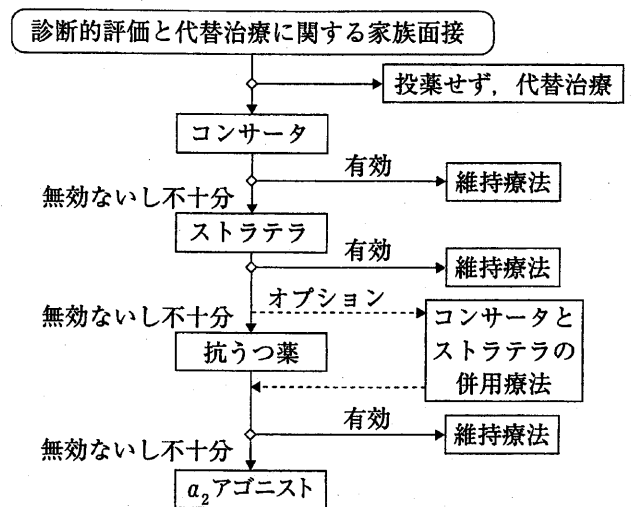 診断的評価と代替治療に関する家族面接
投薬せず，代替治療
コンサータ
有効
維持療法
無効ないし不十分
ストラテラ
有効
維持療法
オプション
無効ないし不十分
コンサータと
ストラテラの
併用療法
抗うつ薬
有効
維持療法
無効ないし不十分
α₂アゴニスト